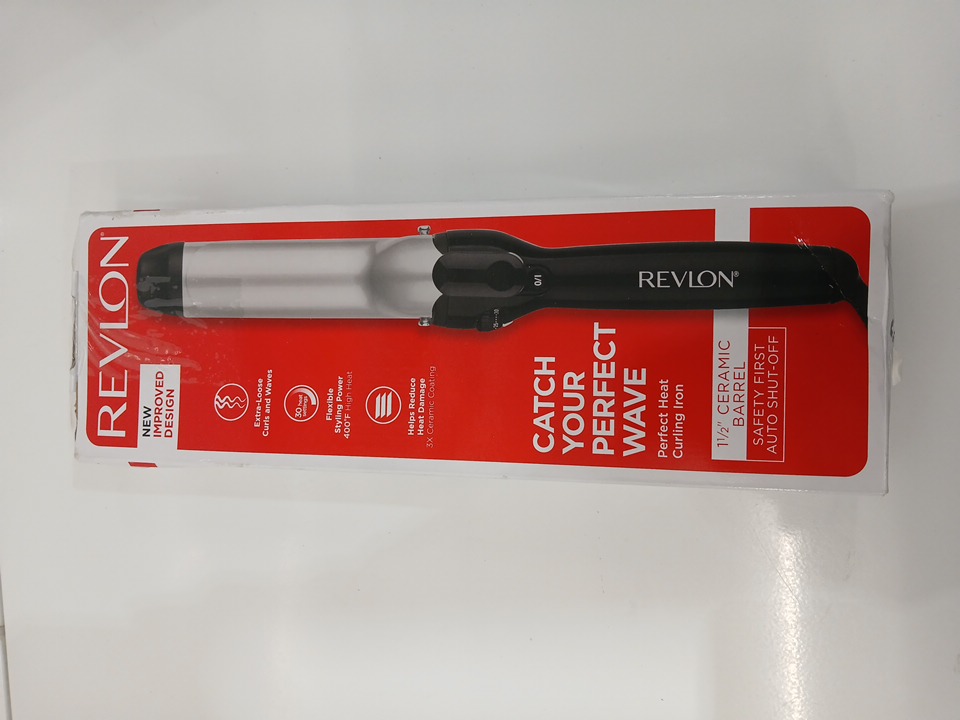 REVLON®
NEW
IMPROVED
DESIGN
Extra-Loose
Curls and Waves
30 heat
settings
Flexible
Styling Power
400°F High Heat
Helps Reduce
Heat Damage
3X Ceramic Coating
CATCH
YOUR
PERFECT
WAVE
Perfect Heat
Curling Iron
1½" CERAMIC
BARREL
SAFETY FIRST
AUTO SHUT-OFF
0/I
REVLON®